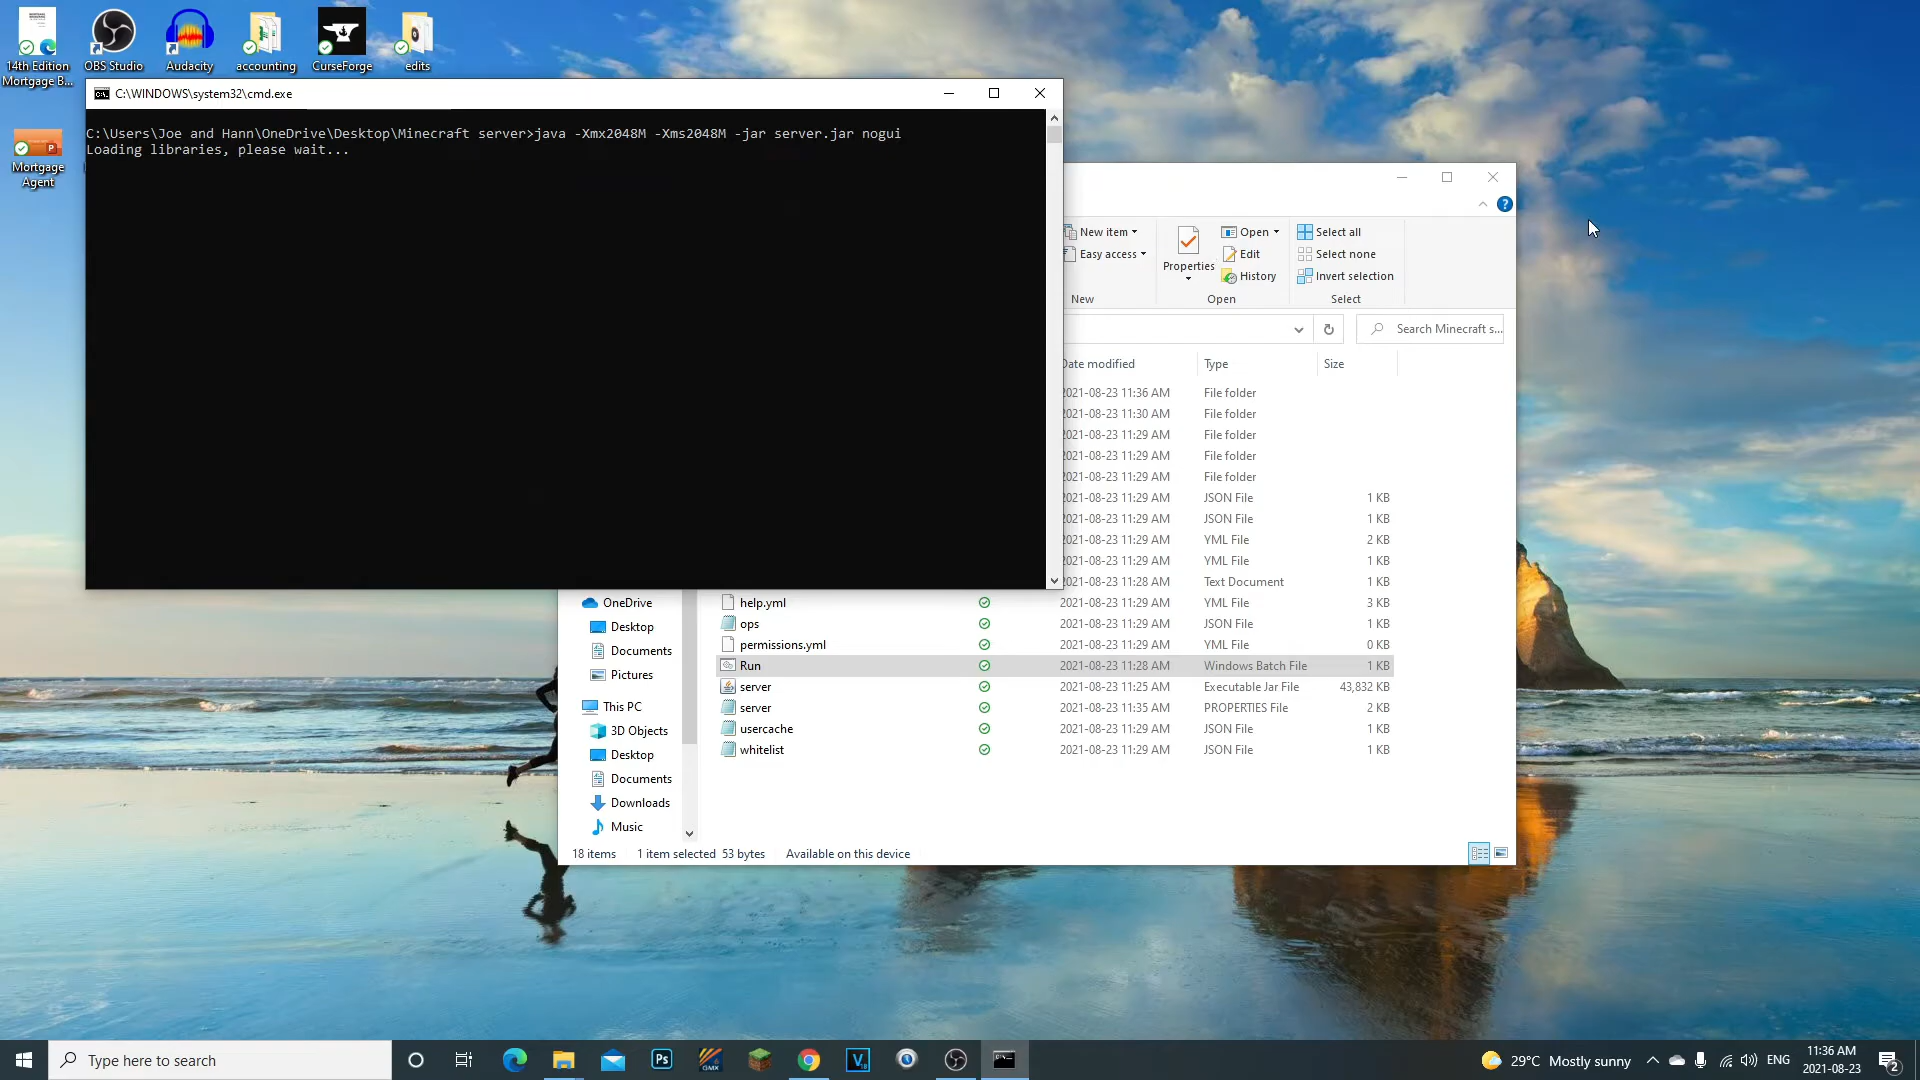 14th Edition
Mortgage B...
OBS Studio
Audacity
accounting
CurseForge
edits
Mortgage
Agent
C:\WINDOWS\system32\cmd.exe
C:\Users\Joe and Hann\OneDrive\Desktop\Minecraft server>java -Xmx2048M -Xms2048M -jar server.jar nogui
Loading libraries, please wait...
New item
Easy access
New
Properties
Open
Edit
History
Open
Select all
Select none
Invert selection
Select
Search Minecraft s...
Date modified Type Size
2021-08-23 11:36 AM File folder
2021-08-23 11:30 AM File folder
2021-08-23 11:29 AM File folder
2021-08-23 11:29 AM File folder
2021-08-23 11:29 AM File folder
2021-08-23 11:29 AM JSON File 1 KB
2021-08-23 11:29 AM JSON File 1 KB
2021-08-23 11:29 AM YML File 2 KB
2021-08-23 11:29 AM YML File 1 KB
2021-08-23 11:28 AM Text Document 1 KB
help.yml 2021-08-23 11:29 AM YML File 3 KB
ops 2021-08-23 11:29 AM JSON File 1 KB
permissions.yml 2021-08-23 11:29 AM YML File 0 KB
Run 2021-08-23 11:28 AM Windows Batch File 1 KB
server 2021-08-23 11:25 AM Executable Jar File 43,832 KB
server 2021-08-23 11:35 AM PROPERTIES File 2 KB
usercache 2021-08-23 11:29 AM JSON File 1 KB
whitelist 2021-08-23 11:29 AM JSON File 1 KB
OneDrive
Desktop
Documents
Pictures
This PC
3D Objects
Desktop
Documents
Downloads
Music
18 items 1 item selected 53 bytes Available on this device
Type here to search
Ps
GMX
29°C Mostly sunny
ENG
11:36 AM
2021-08-23
2